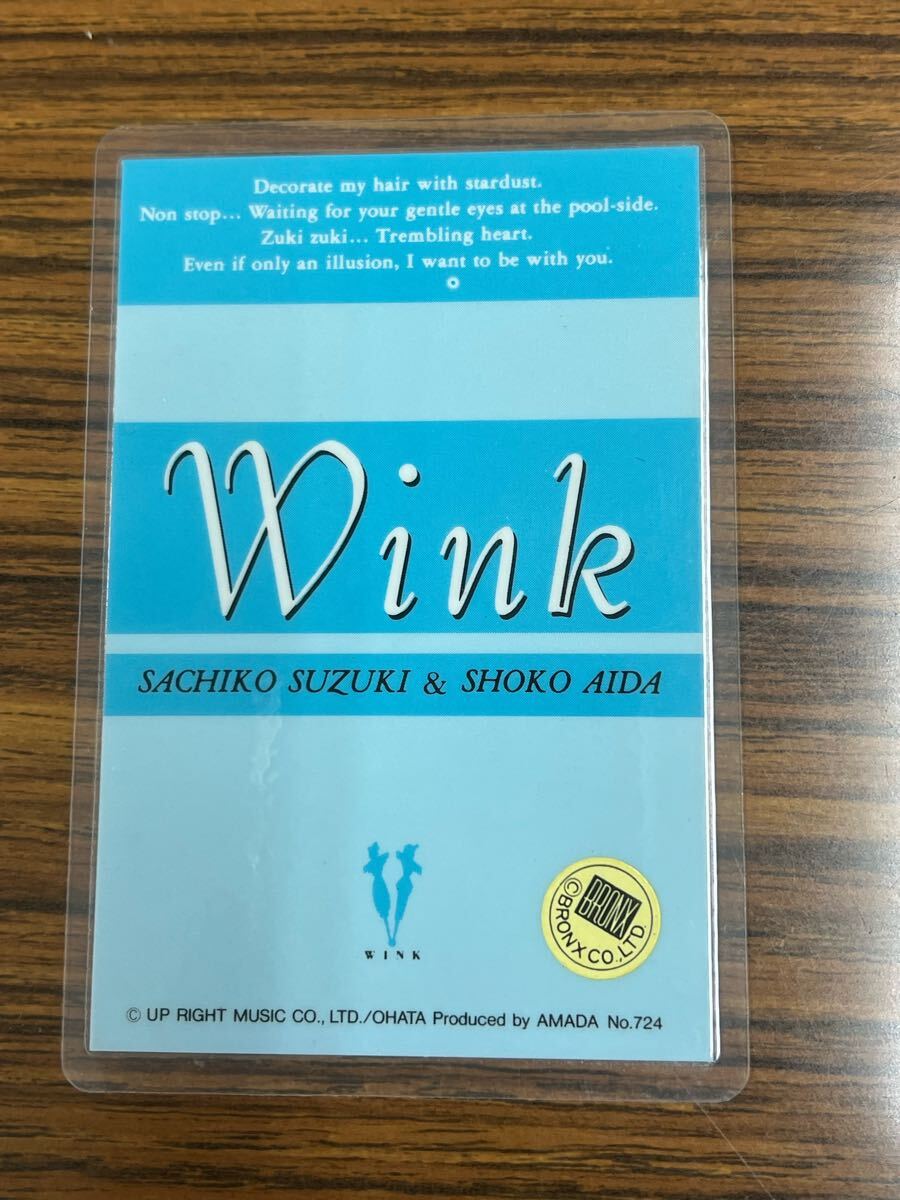 Decorate my hair with stardust.
Non stop... Waiting for your gentle eyes at the pool-side.
Zuki zuki... Trembling heart.
Even if only an illusion, I want to be with you.
Wink
SACHIKO SUZUKI & SHOKO AIDA
WINK
BRONX
©BRONX CO.,LTD.
© UP RIGHT MUSIC CO., LTD./OHATA Produced by AMADA No.724